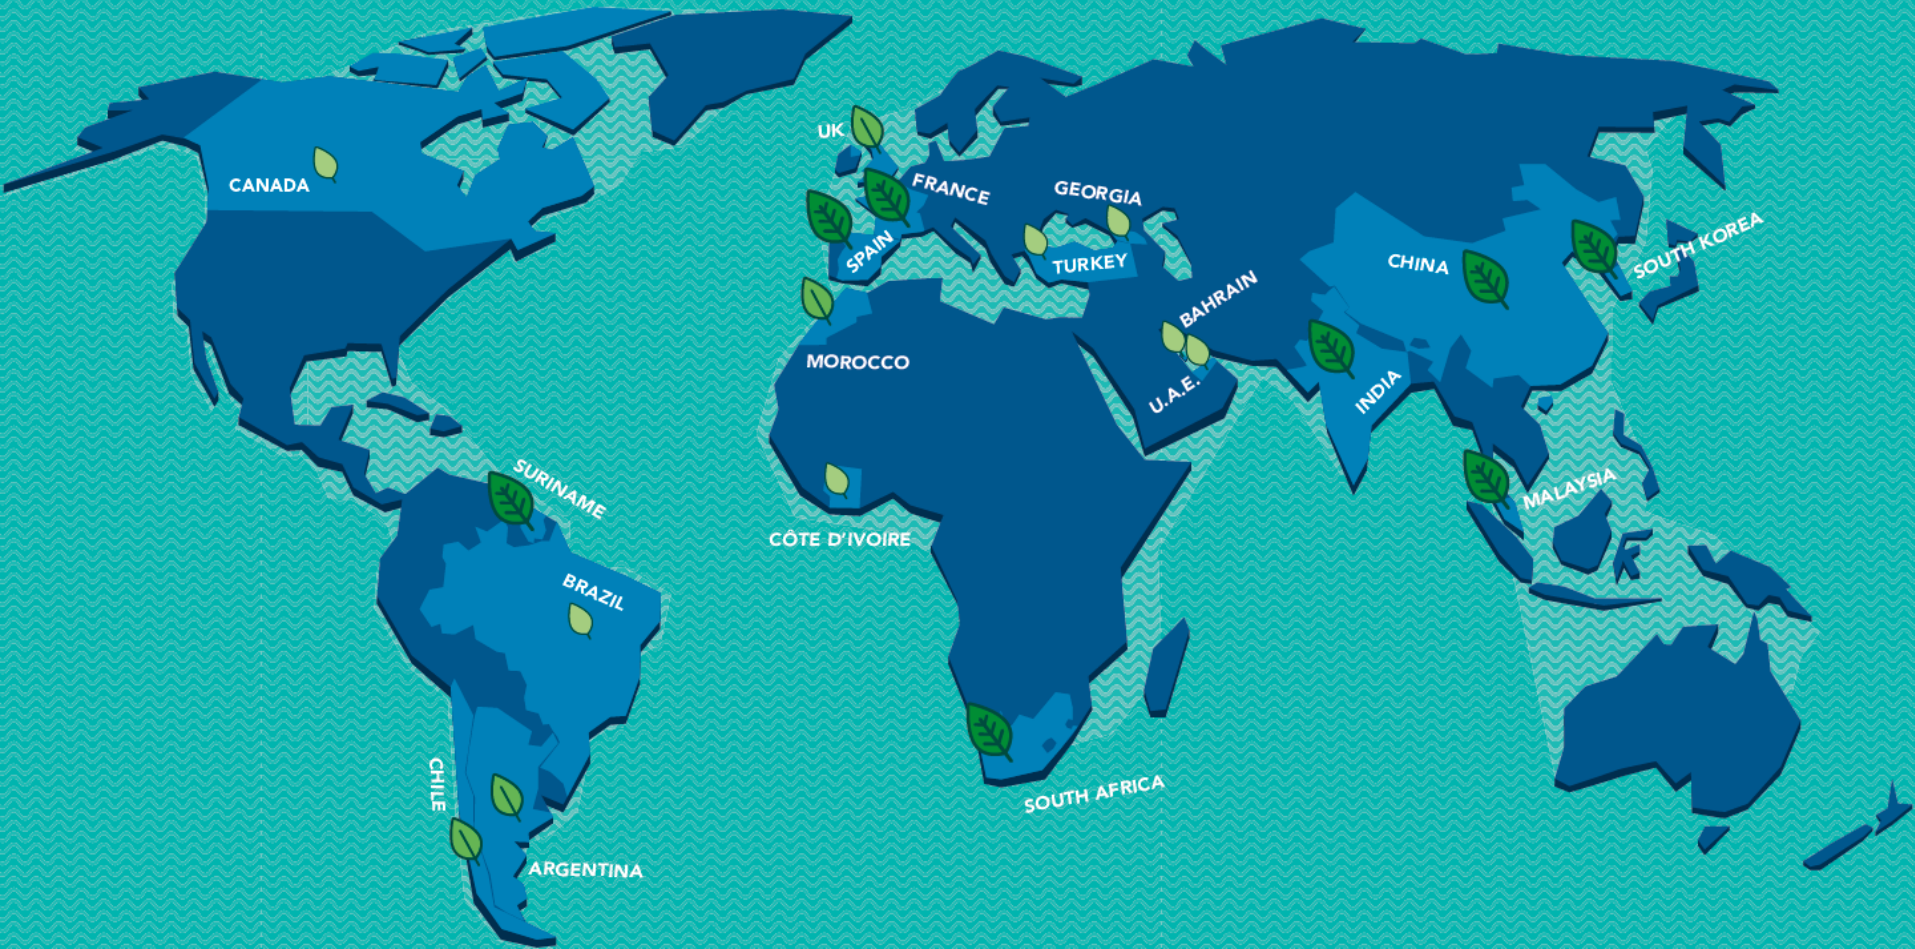 UK
CANADA
FRANCE
GEORGIA
SPAIN
TURKEY
CHINA
SOUTH KOREA
BAHRAIN
MOROCCO
U.A.E.
INDIA
SURINAME
MALAYSIA
CÔTE D'IVOIRE
BRAZIL
CHILE
SOUTH AFRICA
ARGENTINA